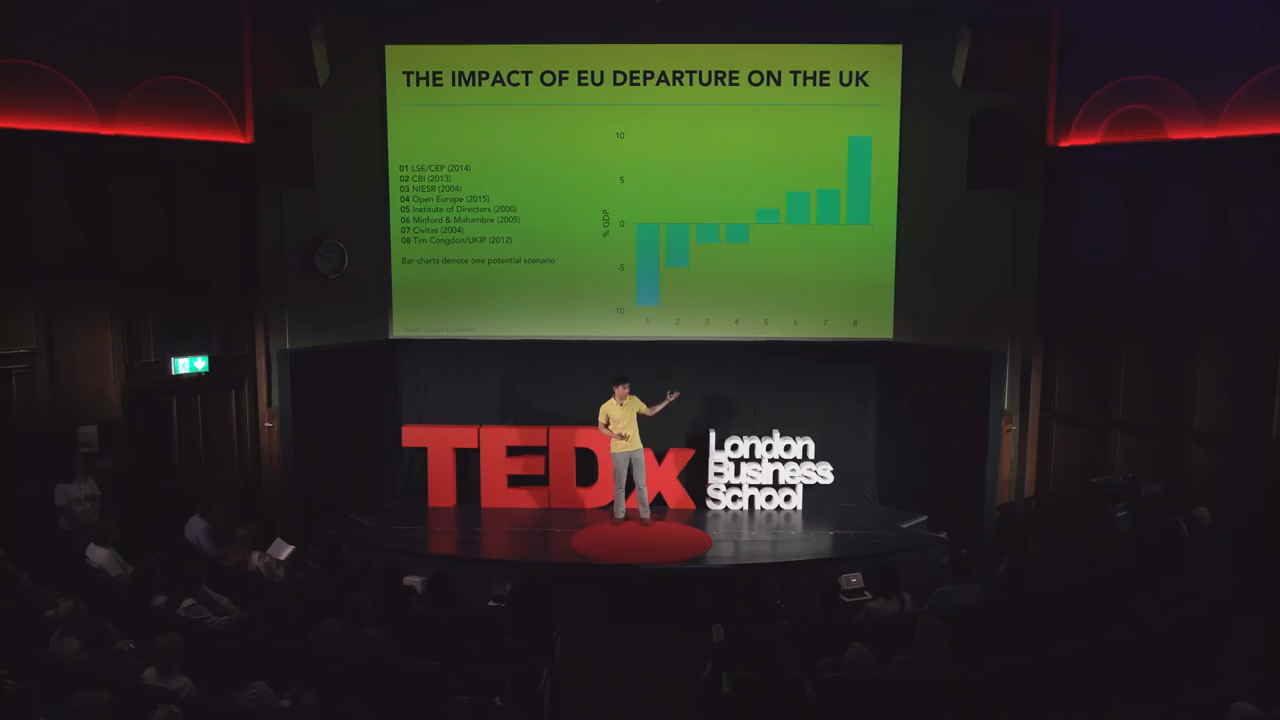 THE IMPACT OF EU DEPARTURE ON THE UK
01 LSE/CEP (2014)
02 CBI (2013)
03 NIESR (2004)
04 Open Europe (2015)
05 Institute of Directors (2000)
06 Minford & Mahambre (2005)
07 Civitas (2004)
08 Tim Congdon/UKIP (2012)
Bar charts denote one potential scenario
% GDP
10
5
0
-5
-10
1 2 3 4 5 6 7 8
TEDx
London
Business
School